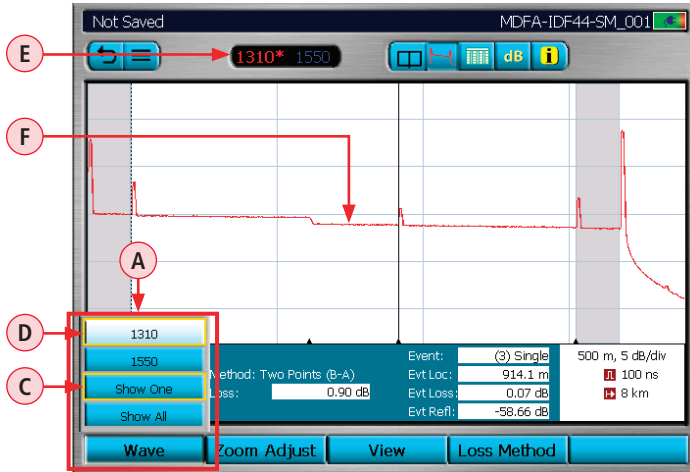 Not Saved MDFA-IDF44-SM_001
E
1310* 1550
dB i
F
A
D
1310
1550
C
Show One
Show All
Method: Two Points (B-A)
Loss: 0.90 dB
Event: (3) Single
Evt Loc: 914.1 m
Evt Loss: 0.07 dB
Evt Refl: -58.66 dB
500 m, 5 dB/div
100 ns
8 km
Wave Zoom Adjust View Loss Method